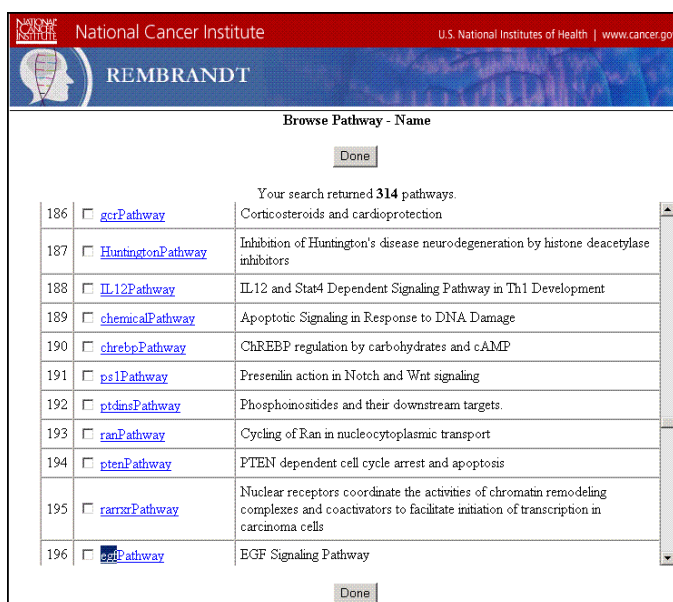 NATIONAL
CANCER
INSTITUTE
National Cancer Institute
U.S. National Institutes of Health | www.cancer.gov
REMBRANDT
Browse Pathway - Name
Done
Your search returned 314 pathways.
186 gcrPathway Corticosteroids and cardioprotection
187 HuntingtonPathway Inhibition of Huntington's disease neurodegeneration by histone deacetylase
inhibitors
188 IL12Pathway IL12 and Stat4 Dependent Signaling Pathway in Th1 Development
189 chemicalPathway Apoptotic Signaling in Response to DNA Damage
190 chrebpPathway ChREBP regulation by carbohydrates and cAMP
191 ps1Pathway Presenilin action in Notch and Wnt signaling
192 ptdinsPathway Phosphoinositides and their downstream targets.
193 ranPathway Cycling of Ran in nucleocytoplasmic transport
194 ptenPathway PTEN dependent cell cycle arrest and apoptosis
195 rarrxrPathway Nuclear receptors coordinate the activities of chromatin remodeling
complexes and coactivators to facilitate initiation of transcription in
carcinoma cells
196 egfPathway EGF Signaling Pathway
Done